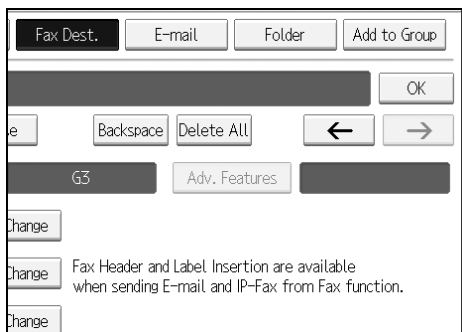 Fax Dest. E-mail Folder Add to Group
OK
Backspace Delete All ← →
G3 Adv. Features
Change
Change Fax Header and Label Insertion are available
when sending E-mail and IP-Fax from Fax function.
Change